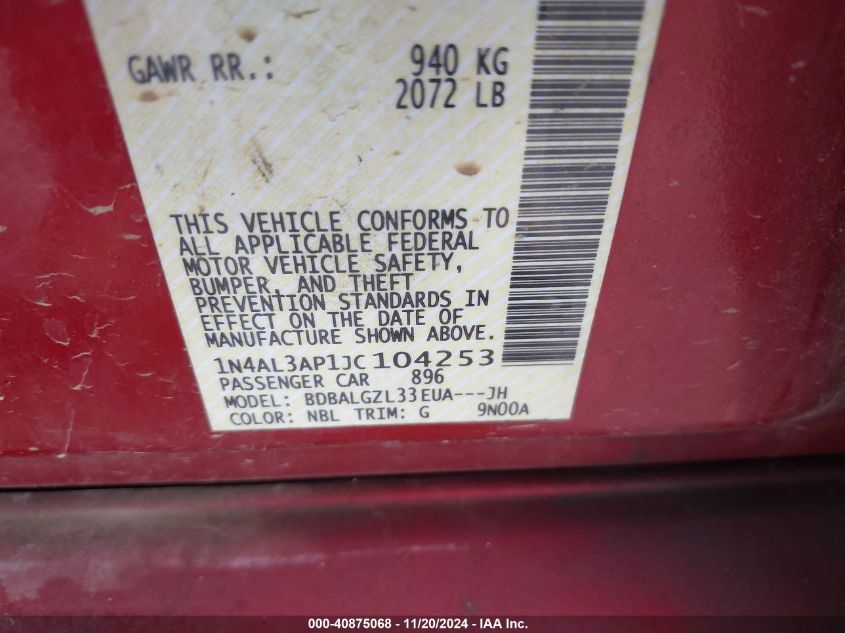 GAWR RR.: 940 KG
2072 LB
THIS VEHICLE CONFORMS TO
ALL APPLICABLE FEDERAL
MOTOR VEHICLE SAFETY,
BUMPER, AND THEFT
PREVENTION STANDARDS IN
EFFECT ON THE DATE OF
MANUFACTURE SHOWN ABOVE.
1N4AL3AP1JC104253
PASSENGER CAR 896
MODEL: BDBALGZL33EUA---JH
COLOR: NBL TRIM: G 9N00A
000-40875068 - 11/20/2024 - IAA Inc.